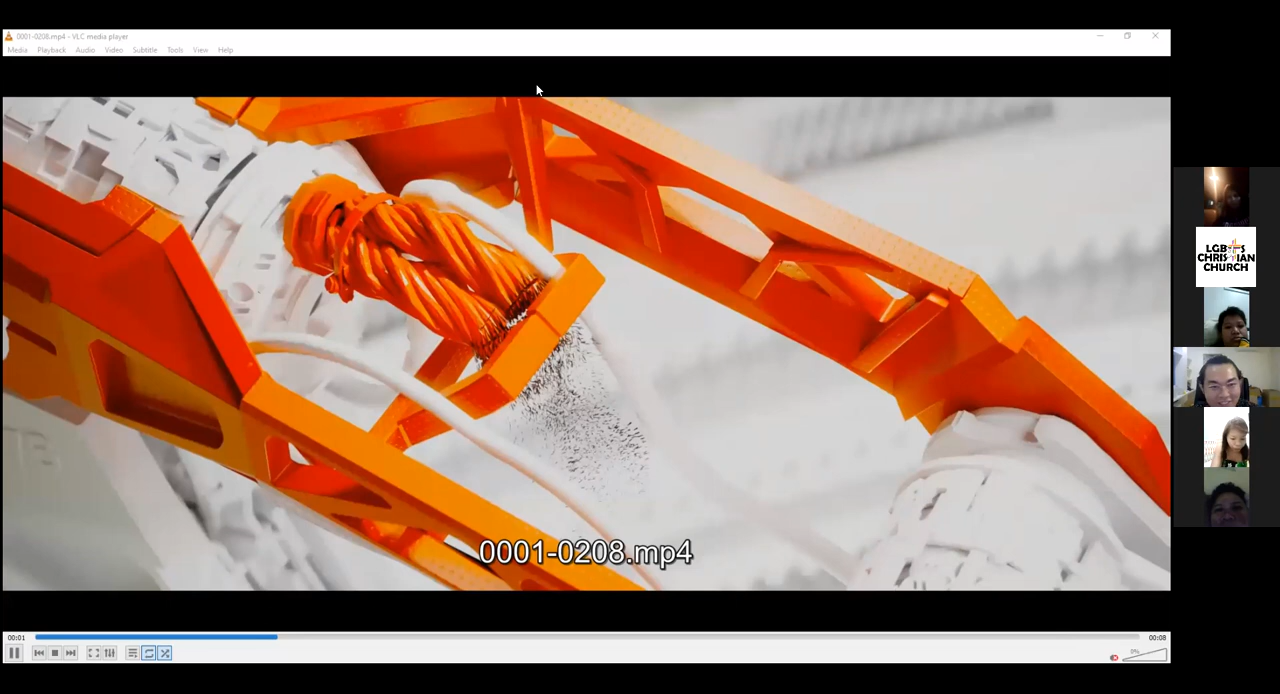 0001-0208.mp4 - VLC media player
Media Playback Audio Video Subtitle Tools View Help
LGBTS
CHRISTIAN
CHURCH
0001-0208.mp4
00:01
00:08
0%